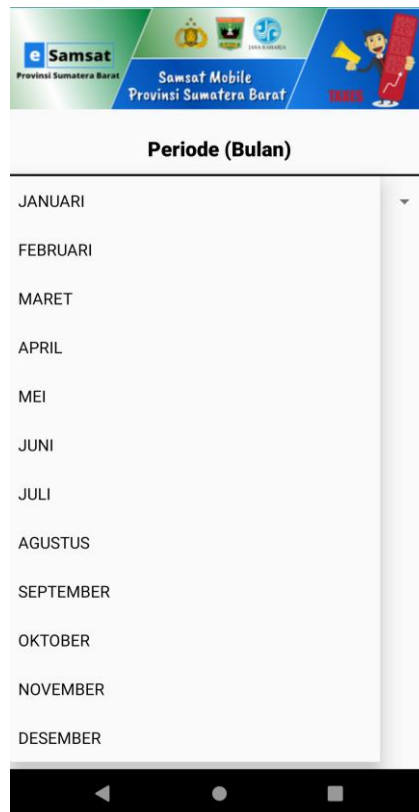 e Samsat
Provinsi Sumatera Barat
JASA RAHARJA
Samsat Mobile
Provinsi Sumatera Barat
TAXES
Periode (Bulan)
JANUARI
FEBRUARI
MARET
APRIL
MEI
JUNI
JULI
AGUSTUS
SEPTEMBER
OKTOBER
NOVEMBER
DESEMBER